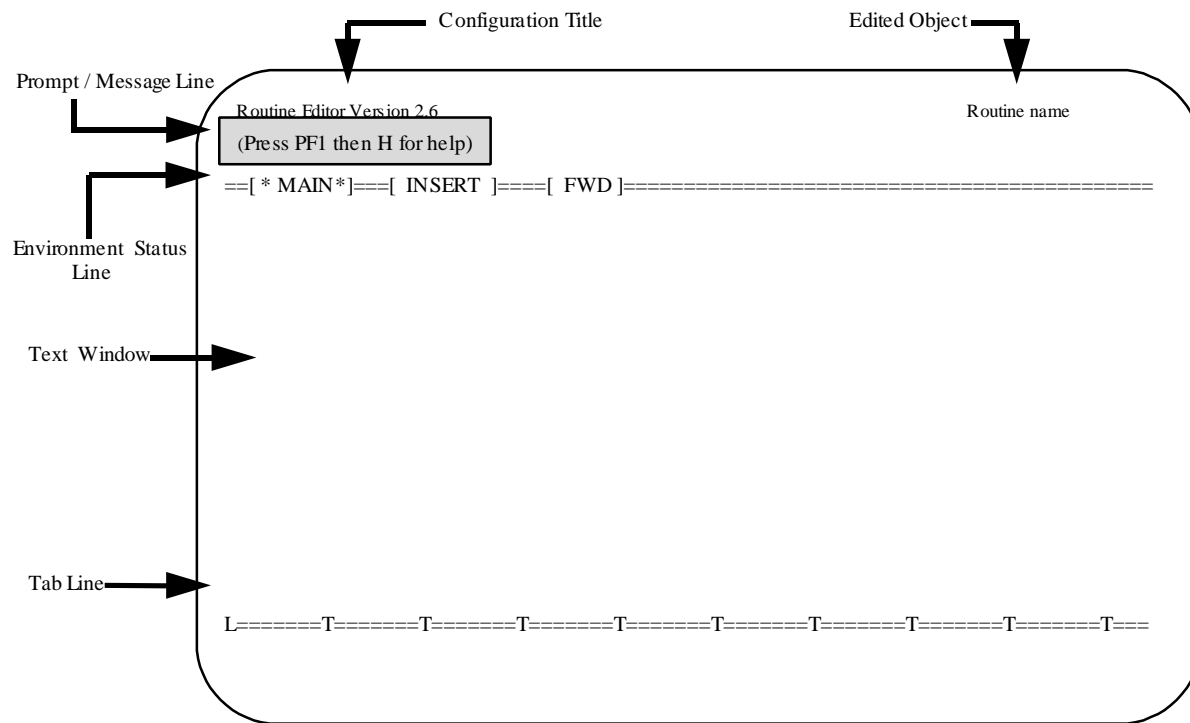 Configuration Title
Edited Object
Prompt / Message Line
Routine Editor Version 2.6
Routine name
(Press PF1 then H for help)
==[ * MAIN*]===[ INSERT ]====[ FWD ]============================================
Environment Status
Line
Text Window
Tab Line
L=======T=======T=======T=======T=======T=======T=======T=======T=======T===